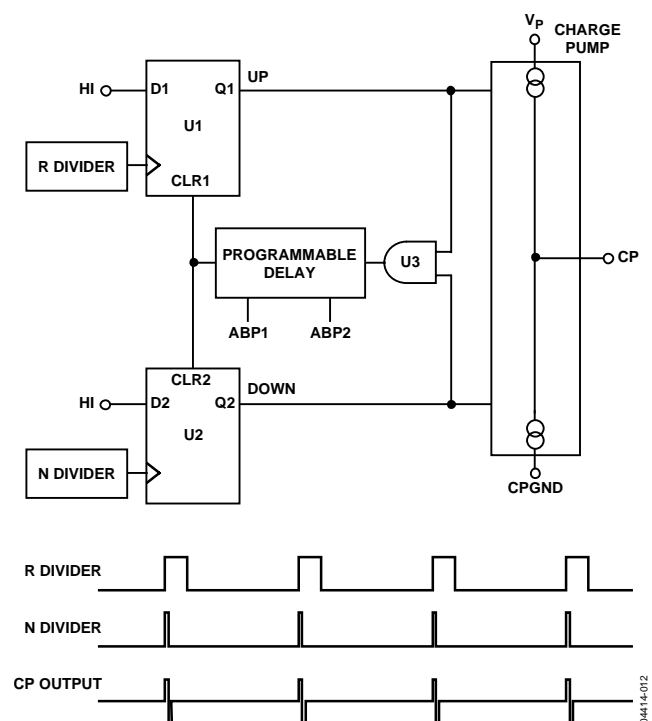 VP
CHARGE
PUMP
UP
HI
D1
Q1
U1
R DIVIDER
CLR1
PROGRAMMABLE
DELAY
U3
CP
ABP1
ABP2
CLR2
DOWN
HI
D2
Q2
U2
N DIVIDER
CPGND
R DIVIDER
N DIVIDER
CP OUTPUT
04414-012